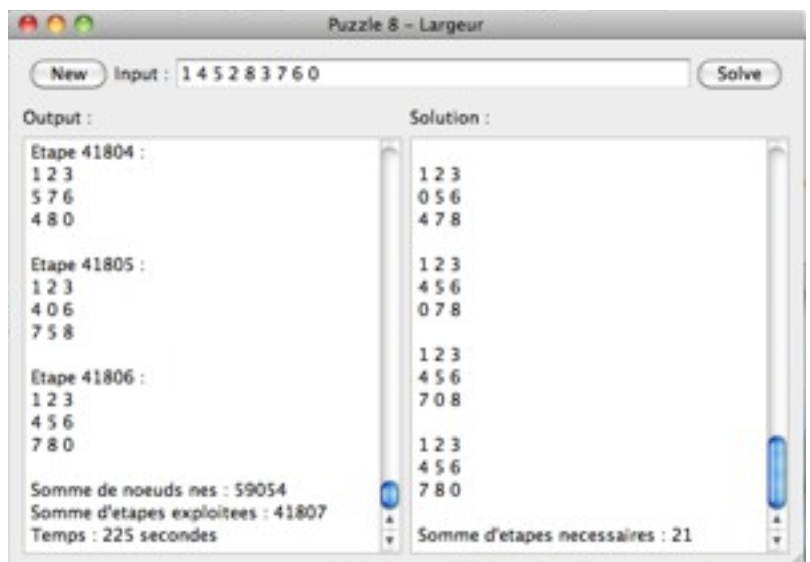 Puzzle 8 – Largeur
New Input : 1 4 5 2 8 3 7 6 0 Solve
Output :
Etape 41804 :
1 2 3
5 7 6
4 8 0
Etape 41805 :
1 2 3
4 0 6
7 5 8
Etape 41806 :
1 2 3
4 5 6
7 8 0
Somme de noeuds nes : 59054
Somme d'etapes exploitees : 41807
Temps : 225 secondes
Solution :
1 2 3
0 5 6
4 7 8
1 2 3
4 5 6
0 7 8
1 2 3
4 5 6
7 0 8
1 2 3
4 5 6
7 8 0
Somme d'etapes necessaires : 21